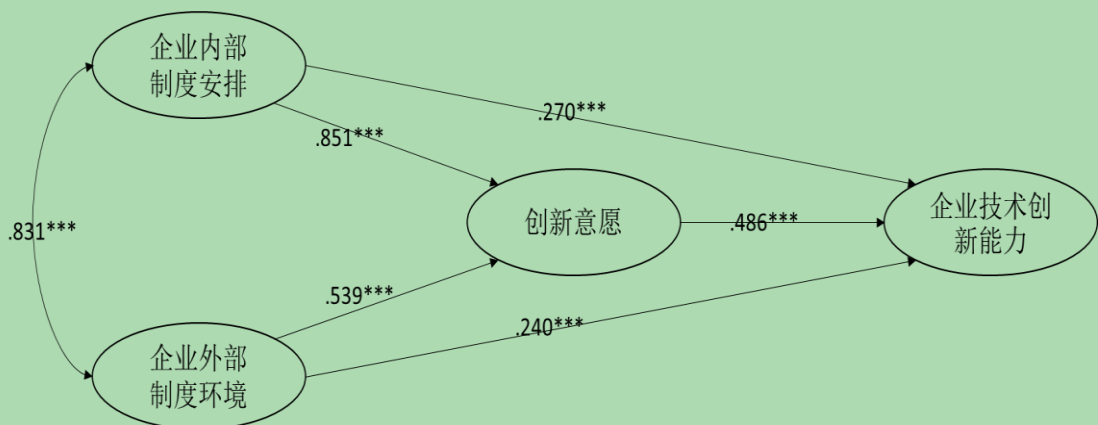 企业内部
制度安排
.270***
.851***
.831***
创新意愿
.486***
企业技术创
新能力
.539***
.240***
企业外部
制度环境